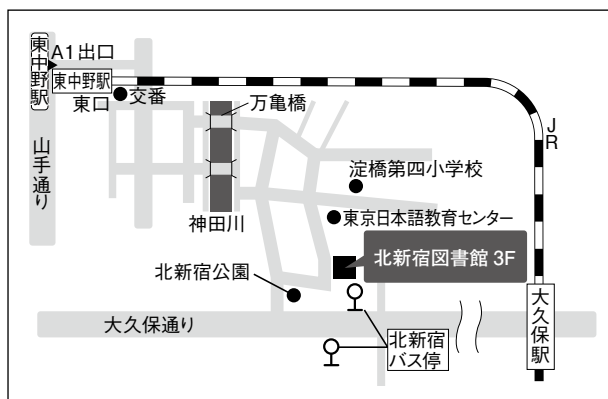 東中野駅
A1出口
東中野駅
東口
交番
万亀橋
JR
山手通り
淀橋第四小学校
東京日本語教育センター
神田川
北新宿図書館 3F
北新宿公園
大久保通り
北新宿
バス停
大久保駅